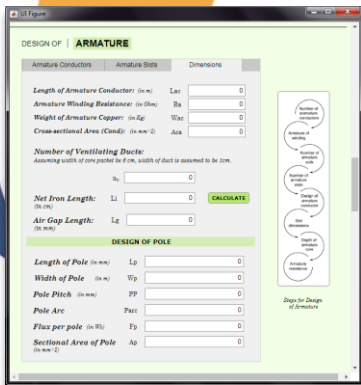 UI Figure
DESIGN OF | ARMATURE
Armature Conductors Armature Slots Dimensions
Length of Armature Conductor: (in m) Lac 0
Armature Winding Resistance: (in Ohm) Ra 0
Weight of Armature Copper: (in Kg) Wac 0
Cross-sectional Area (Cond): (in mm^2) Aca 0
Number of Ventilating Ducts:
Assuming width of core packet be 6 cm, width of duct is assumed to be 1cm.
0
Net Iron Length: Li 0 CALCULATE
(in cm)
Air Gap Length: Lg 0
(in mm)
DESIGN OF POLE
Length of Pole (in mm) Lp 0
Width of Pole (in m) Wp 0
Pole Pitch (in mm) PP 0
Pole Arc Parc 0
Flux per pole (in Wb) Fp 0
Sectional Area of Pole Ap 0
(in mm^2)
Number of
armature
conductors
Armature of
winding
Number of
armature
coils
Number of
armature
slots
Design of
armature
conductor
Slot
dimensions
Depth of
armature
core
Armature
resistance
Steps for Design
of Armature